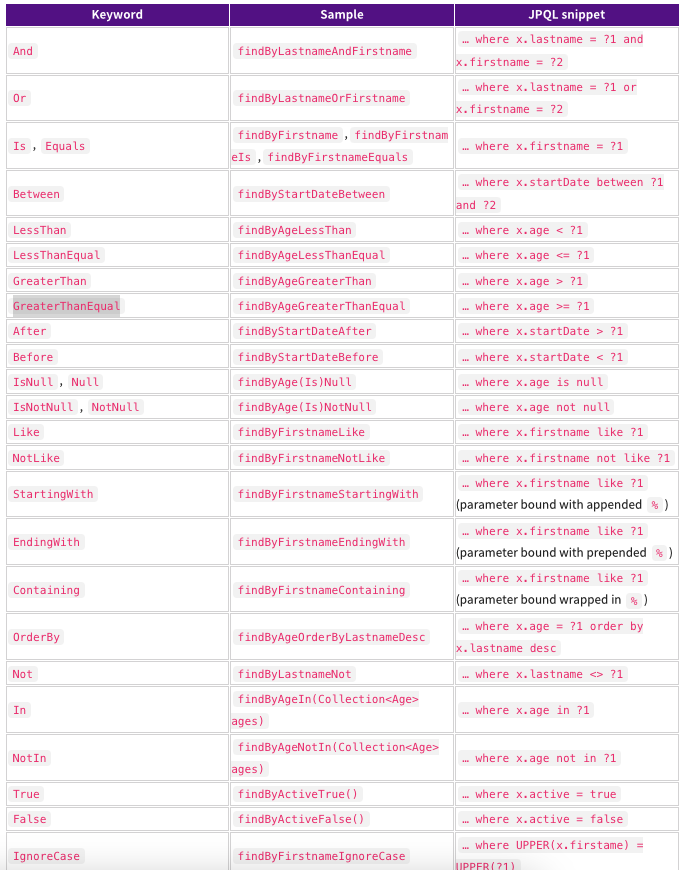 Keyword Sample JPQL snippet
And findByLastnameAndFirstname … where x.lastname = ?1 and
x.firstname = ?2
Or findByLastnameOrFirstname … where x.lastname = ?1 or
x.firstname = ?2
Is , Equals findByFirstname , findByFirstnam
eIs , findByFirstnameEquals … where x.firstname = ?1
Between findByStartDateBetween … where x.startDate between ?1
and ?2
LessThan findByAgeLessThan … where x.age < ?1
LessThanEqual findByAgeLessThanEqual … where x.age <= ?1
GreaterThan findByAgeGreaterThan … where x.age > ?1
GreaterThanEqual findByAgeGreaterThanEqual … where x.age >= ?1
After findByStartDateAfter … where x.startDate > ?1
Before findByStartDateBefore … where x.startDate < ?1
IsNull , Null findByAge(Is)Null … where x.age is null
IsNotNull , NotNull findByAge(Is)NotNull … where x.age not null
Like findByFirstnameLike … where x.firstname like ?1
NotLike findByFirstnameNotLike … where x.firstname not like ?1
StartingWith findByFirstnameStartingWith … where x.firstname like ?1
(parameter bound with appended % )
EndingWith findByFirstnameEndingWith … where x.firstname like ?1
(parameter bound with prepended % )
Containing findByFirstnameContaining … where x.firstname like ?1
(parameter bound wrapped in % )
OrderBy findByAgeOrderByLastnameDesc … where x.age = ?1 order by
x.lastname desc
Not findByLastnameNot … where x.lastname <> ?1
In findByAgeIn(Collection<Age>
ages) … where x.age in ?1
NotIn findByAgeNotIn(Collection<Age>
ages) … where x.age not in ?1
True findByActiveTrue() … where x.active = true
False findByActiveFalse() … where x.active = false
IgnoreCase findByFirstnameIgnoreCase … where UPPER(x.firstame) =
UPPER(?1)